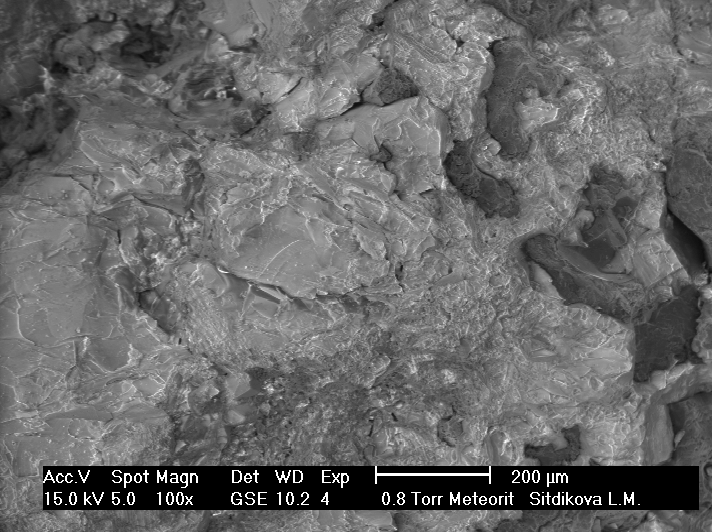 Acc.V Spot Magn Det WD Exp 200 µm
15.0 kV 5.0 100x GSE 10.2 4 0.8 Torr Meteorit Sitdikova L.M.